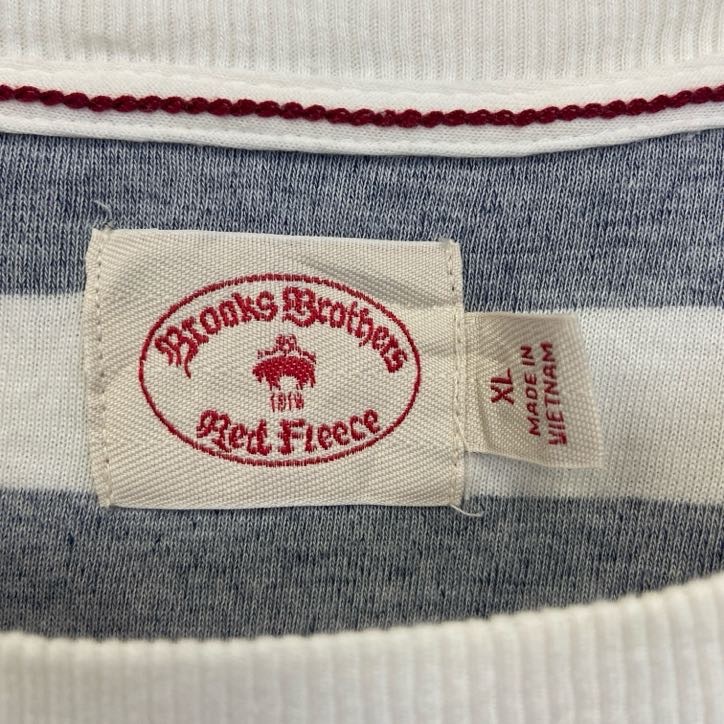 Brooks Brothers
1818
Red Fleece
XL
MADE IN
VIETNAM